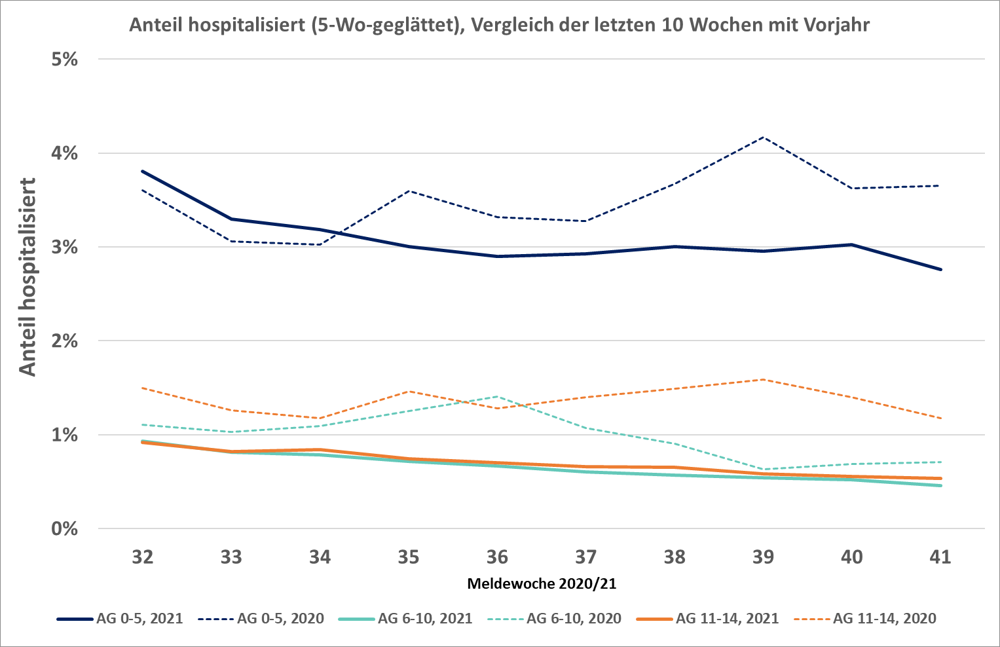 Anteil hospitalisiert (5-Wo-geglättet), Vergleich der letzten 10 Wochen mit Vorjahr
Anteil hospitalisiert
5%
4%
3%
2%
1%
0%
32 33 34 35 36 37 38 39 40 41
Meldewoche 2020/21
AG 0-5, 2021 AG 0-5, 2020 AG 6-10, 2021 AG 6-10, 2020 AG 11-14, 2021 AG 11-14, 2020